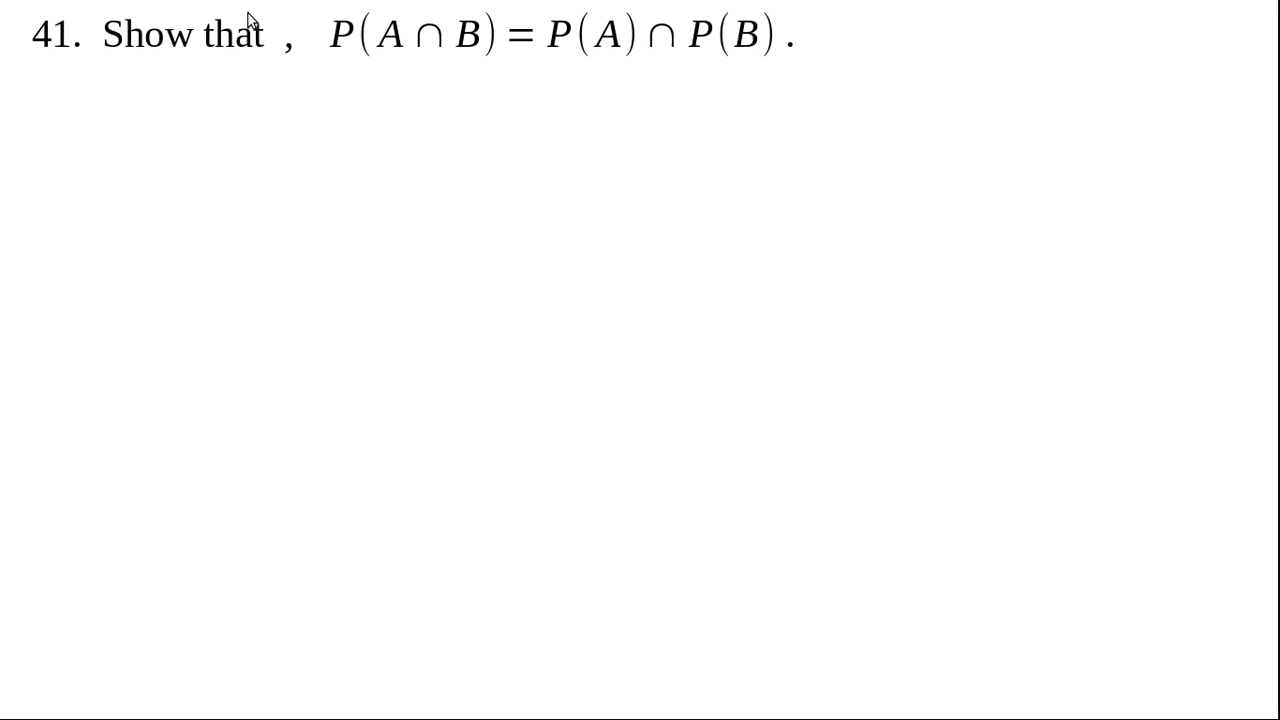 41. Show that , P(A ∩ B) = P(A) ∩ P(B) .